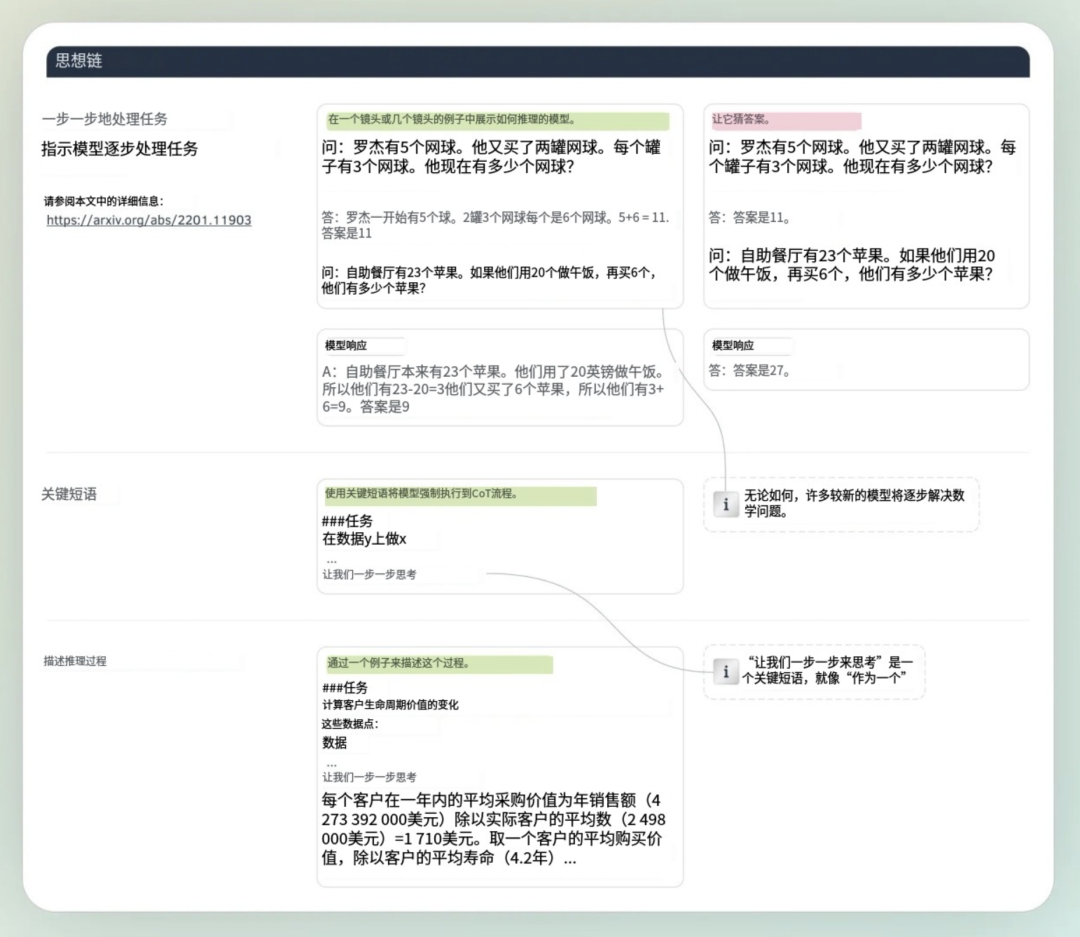 思想链
一步一步地处理任务
指示模型逐步处理任务
请参阅本文中的详细信息：
https://arxiv.org/abs/2201.11903
在一个镜头或几个镜头的例子中展示如何推理的模型。
问：罗杰有5个网球。他又买了两罐网球。每个罐
子有3个网球。他现在有多少个网球？
答：罗杰一开始有5个球。2罐3个网球每个是6个网球。5+6 = 11.
答案是11
问：自助餐厅有23个苹果。如果他们用20个做午饭，再买6个，
他们有多少个苹果？
让它猜答案。
问：罗杰有5个网球。他又买了两罐网球。每
个罐子有3个网球。他现在有多少个网球？
答：答案是11。
问：自助餐厅有23个苹果。如果他们用20
个做午饭，再买6个，他们有多少个苹果？
模型响应
A：自助餐厅本来有23个苹果。他们用了20英镑做午饭。
所以他们有23-20=3他们又买了6个苹果，所以他们有3+
6=9。答案是9
模型响应
答：答案是27。
关键短语
使用关键短语将模型强制执行到CoT流程。
###任务
在数据y上做x
...
让我们一步一步思考
i
无论如何，许多较新的模型将逐步解决数
学问题。
描述推理过程
通过一个例子来描述这个过程。
###任务
计算客户生命周期价值的变化
这些数据点：
数据
...
让我们一步一步思考
每个客户在一年内的平均采购价值为年销售额（4
273 392 000美元）除以实际客户的平均数（2 498
000美元）=1 710美元。取一个客户的平均购买价
值，除以客户的平均寿命（4.2年）...
i
“让我们一步一步来思考”是一
个关键短语，就像“作为一个”